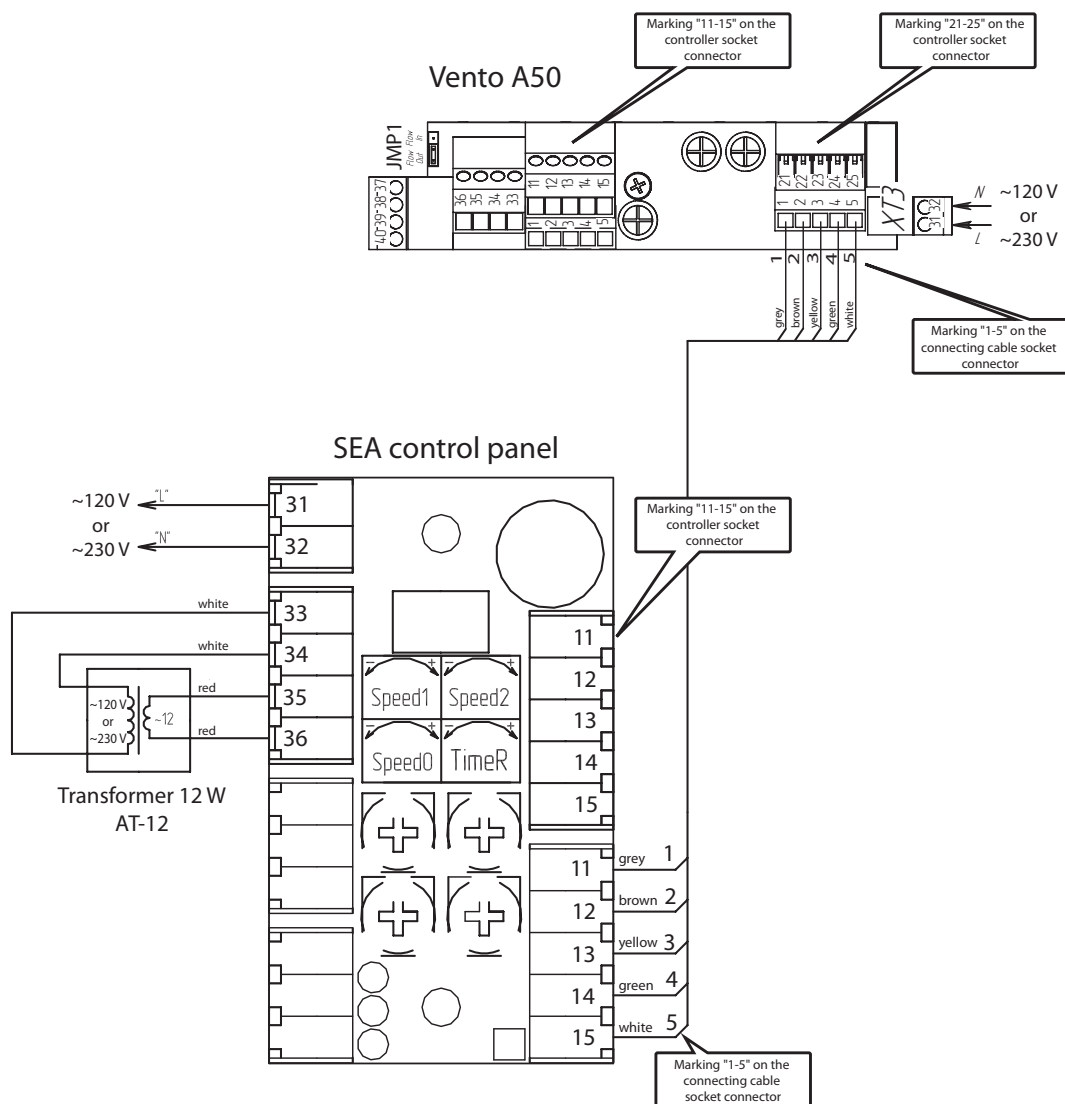 Marking "11-15" on the
controller socket
connector
Marking "21-25" on the
controller socket
connector
Vento A50
JMP1
Flow Flow
Out In
40 39 38 37
36 35 34 33
11 12 13 14 15
1 2 3 4 5
21 22 23 24 25
1 2 3 4 5
XT3
31 32
N
L
~120 V
or
~230 V
1 2 3 4 5
grey
brown
yellow
green
white
Marking "1-5" on the
connecting cable socket
connector
SEA control panel
~120 V
or
~230 V
"L"
"N"
31
32
Marking "11-15" on the
controller socket
connector
white
white
red
red
33
34
35
36
~120 V
or
~230 V
~12
Transformer 12 W
AT-12
- +
Speed1
- +
Speed2
- +
Speed0
- +
TimeR
11
12
13
14
15
11
12
13
14
15
grey 1
brown 2
yellow 3
green 4
white 5
Marking "1-5" on the
connecting cable
socket connector